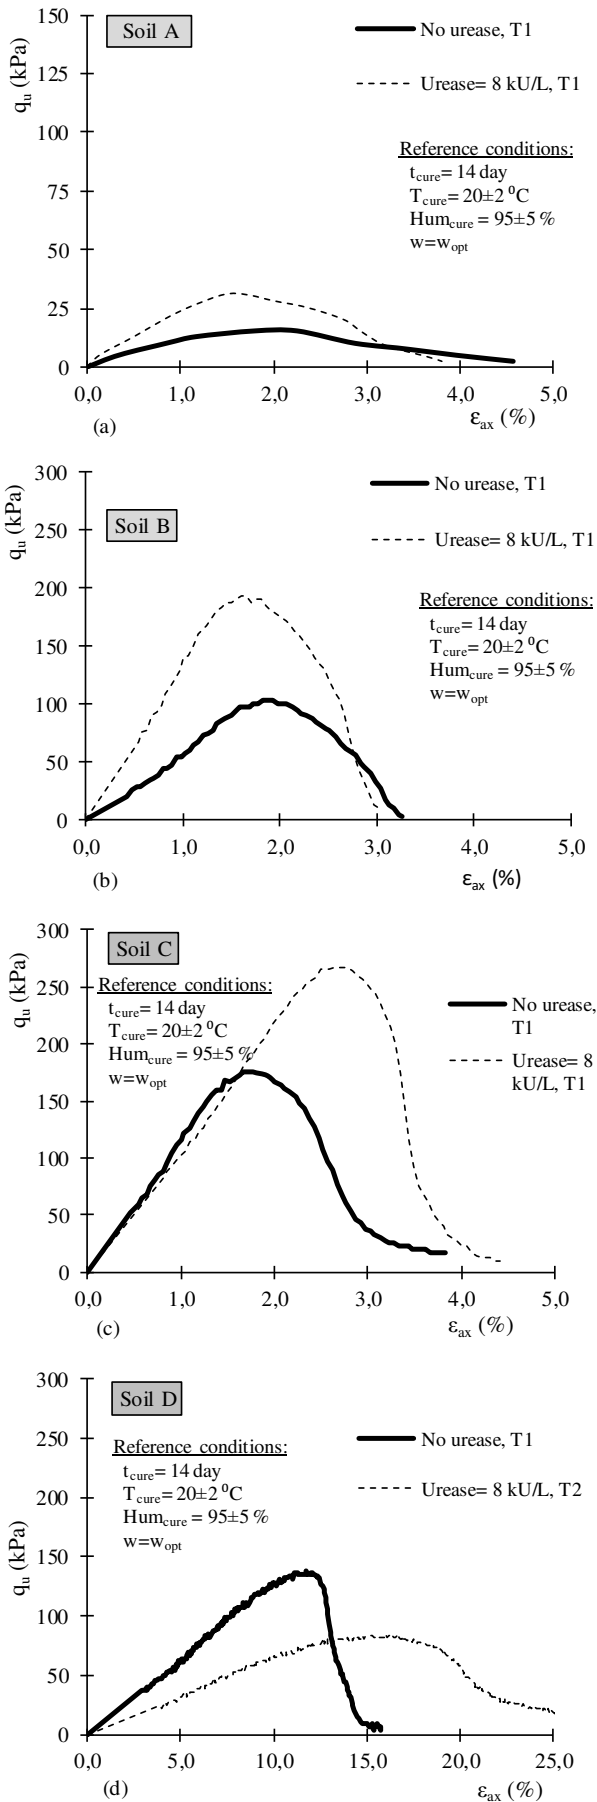 Soil A
No urease, T1
Urease= 8 kU/L, T1
Reference conditions:
t_cure= 14 day
T_cure= 20±2 ⁰C
Hum_cure = 95±5 %
w=w_opt
q_u (kPa)
150
125
100
75
50
25
0
0,0 1,0 2,0 3,0 4,0 5,0
ε_ax (%)
(a)
Soil B
No urease, T1
Urease= 8 kU/L, T1
Reference conditions:
t_cure= 14 day
T_cure= 20±2 ⁰C
Hum_cure = 95±5 %
w=w_opt
q_u (kPa)
300
250
200
150
100
50
0
0,0 1,0 2,0 3,0 4,0 5,0
(b)
ε_ax (%)
Soil C
Reference conditions:
t_cure= 14 day
T_cure= 20±2 ⁰C
Hum_cure = 95±5 %
w=w_opt
No urease,
T1
Urease= 8
kU/L, T1
q_u (kPa)
300
250
200
150
100
50
0
0,0 1,0 2,0 3,0 4,0 5,0
(c)
ε_ax (%)
Soil D
No urease, T1
Urease= 8 kU/L, T2
Reference conditions:
t_cure= 14 day
T_cure= 20±2 ⁰C
Hum_cure = 95±5 %
w=w_opt
q_u (kPa)
300
250
200
150
100
50
0
0,0 5,0 10,0 15,0 20,0 25,0
(d)
ε_ax (%)